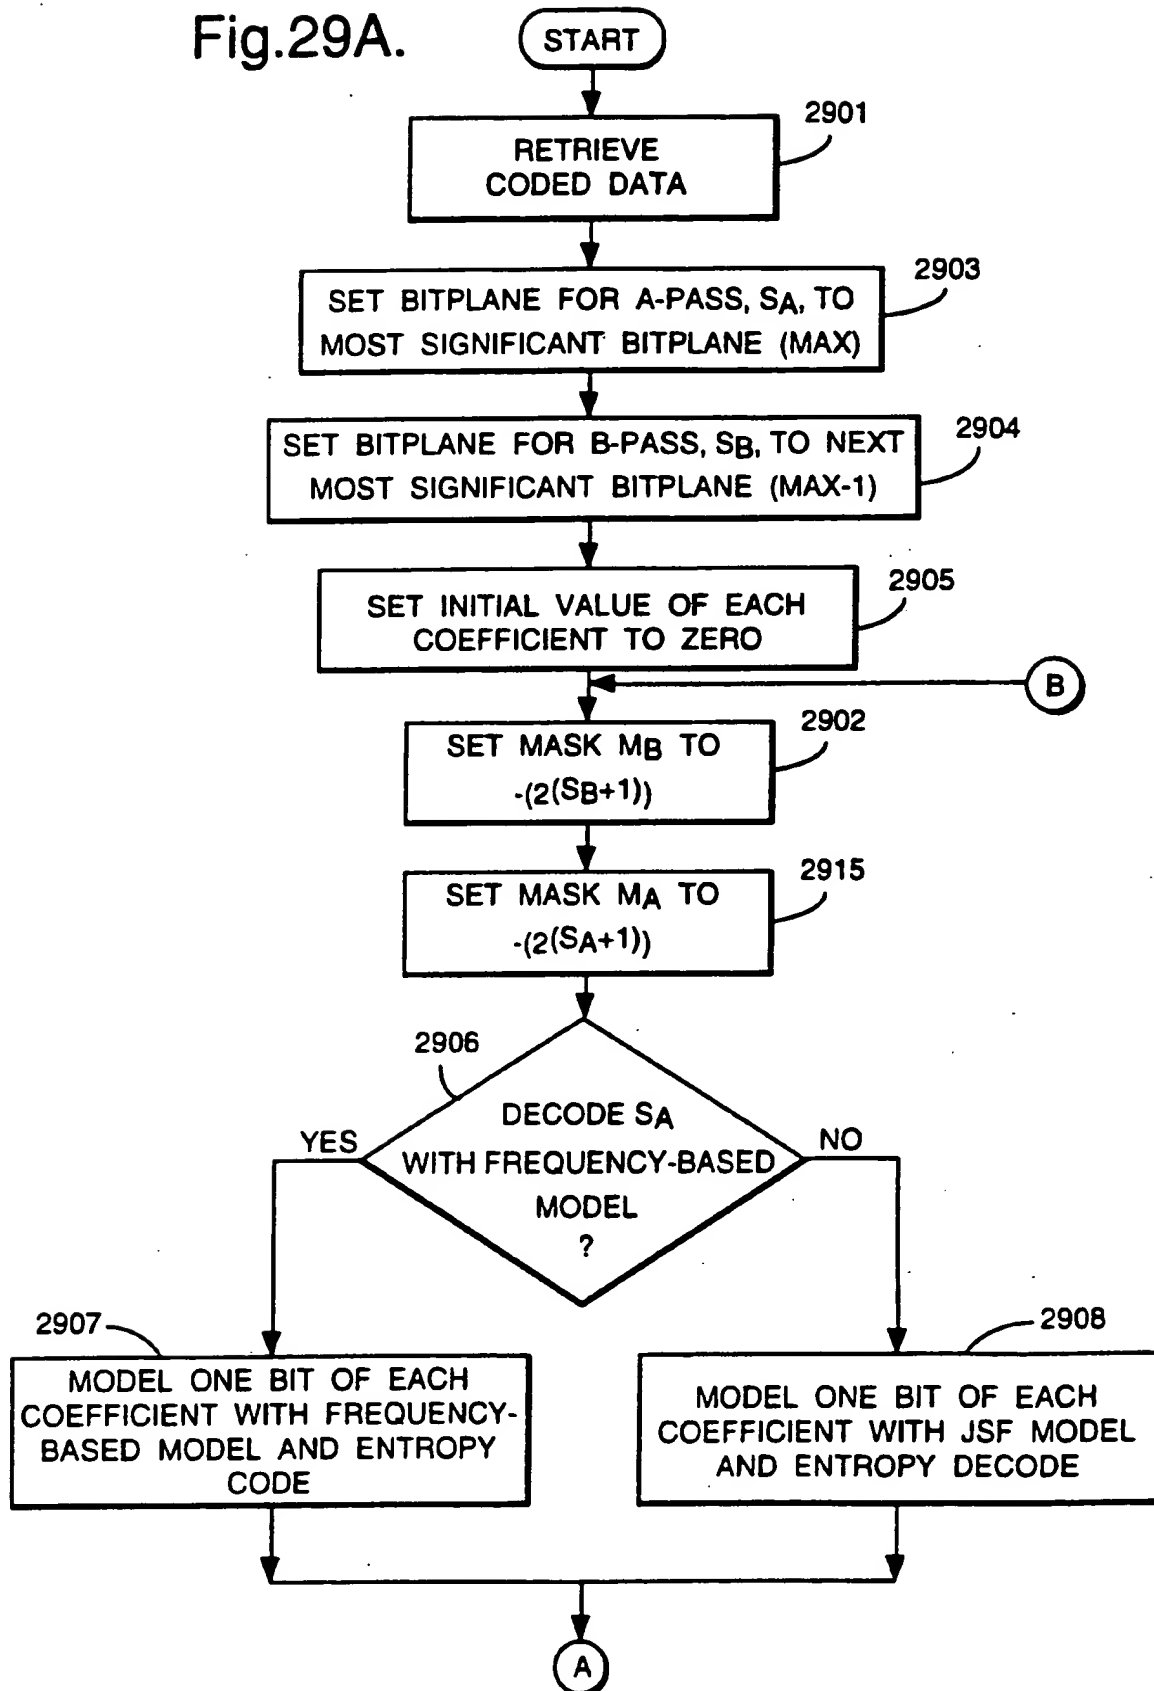 Fig.29A.
START
2901
RETRIEVE
CODED DATA
2903
SET BITPLANE FOR A-PASS, SA, TO
MOST SIGNIFICANT BITPLANE (MAX)
2904
SET BITPLANE FOR B-PASS, SB, TO NEXT
MOST SIGNIFICANT BITPLANE (MAX-1)
2905
SET INITIAL VALUE OF EACH
COEFFICIENT TO ZERO
B
2902
SET MASK MB TO
-(2(SB+1))
2915
SET MASK MA TO
-(2(SA+1))
2906
DECODE SA
WITH FREQUENCY-BASED
MODEL
?
YES
NO
2907
MODEL ONE BIT OF EACH
COEFFICIENT WITH FREQUENCY-
BASED MODEL AND ENTROPY
CODE
2908
MODEL ONE BIT OF EACH
COEFFICIENT WITH JSF MODEL
AND ENTROPY DECODE
A